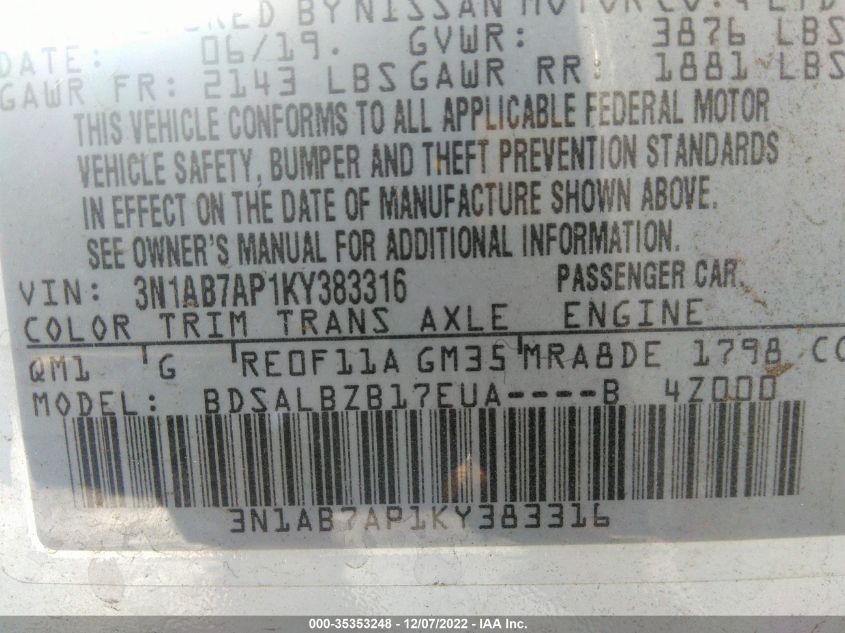 BY NISSAN MOTOR CO., LTD
DATE: 06/19. GVWR: 3876 LBS
GAWR FR: 2143 LBS GAWR RR: 1881 LBS
THIS VEHICLE CONFORMS TO ALL APPLICABLE FEDERAL MOTOR
VEHICLE SAFETY, BUMPER AND THEFT PREVENTION STANDARDS
IN EFFECT ON THE DATE OF MANUFACTURE SHOWN ABOVE.
SEE OWNER'S MANUAL FOR ADDITIONAL INFORMATION.
VIN: 3N1AB7AP1KY383316 PASSENGER CAR.
COLOR TRIM TRANS AXLE ENGINE
QM1 G RE0F11A GM35 MRA8DE 1798 CC
MODEL: BDSALBZB17EUA----B 4Z000
3N1AB7AP1KY383316
000-35353248 - 12/07/2022 - IAA Inc.